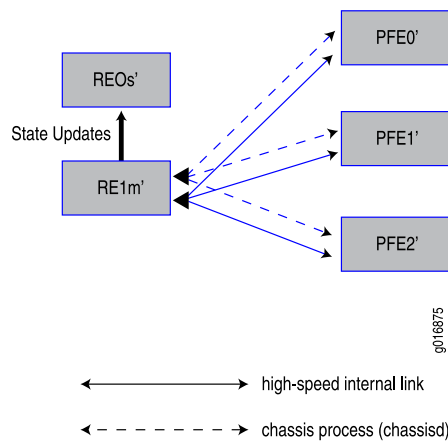 PFE0'
REOs'
State Updates
PFE1'
RE1m'
PFE2'
g016875
high-speed internal link
chassis process (chassisd)